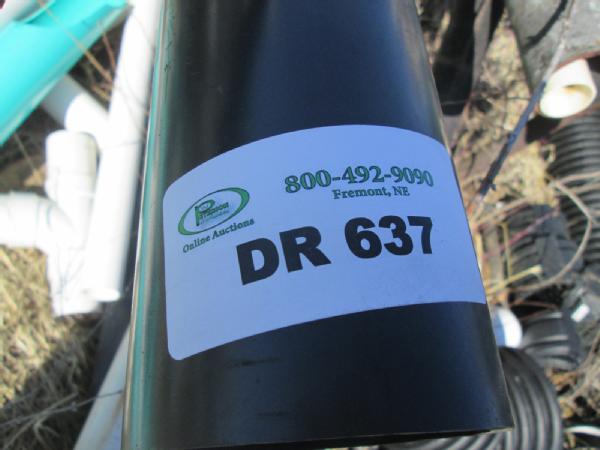 800-492-9090
Fremont, NE
Online Auctions
DR 637